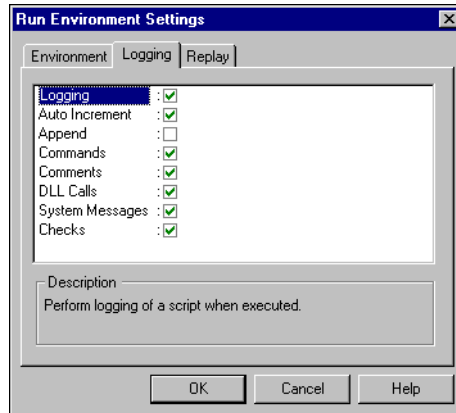 Run Environment Settings
Environment Logging Replay
Logging :
Auto Increment :
Append :
Commands :
Comments :
DLL Calls :
System Messages :
Checks :
Description
Perform logging of a script when executed.
OK Cancel Help